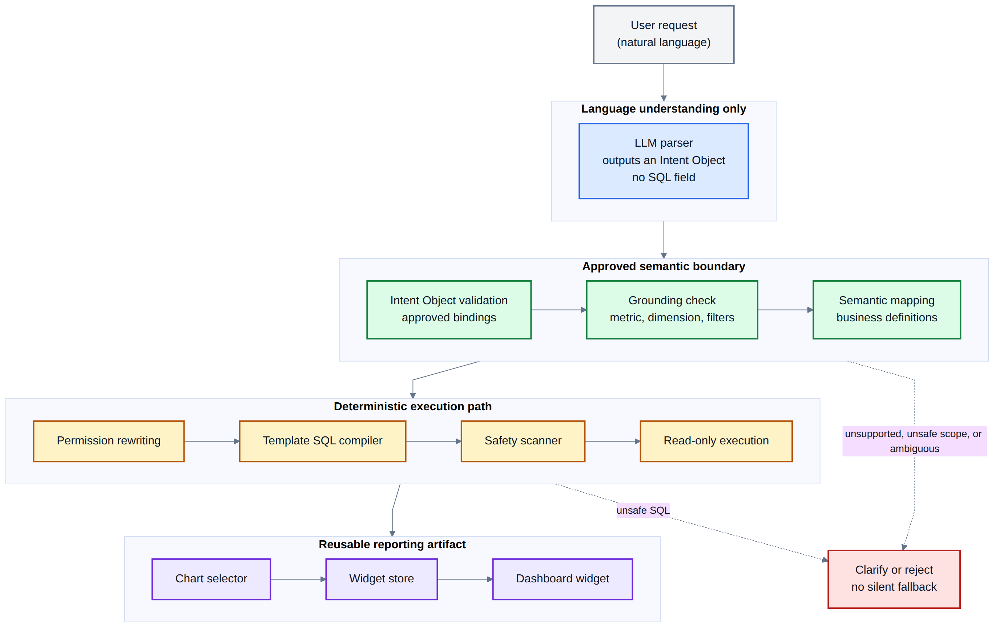 User request
(natural language)
Language understanding only
LLM parser
outputs an Intent Object
no SQL field
Approved semantic boundary
Intent Object validation
approved bindings
Grounding check
metric, dimension, filters
Semantic mapping
business definitions
Deterministic execution path
Permission rewriting
Template SQL compiler
Safety scanner
Read-only execution
unsupported, unsafe scope, or
ambiguous
unsafe SQL
Reusable reporting artifact
Chart selector
Widget store
Dashboard widget
Clarify or reject
no silent fallback